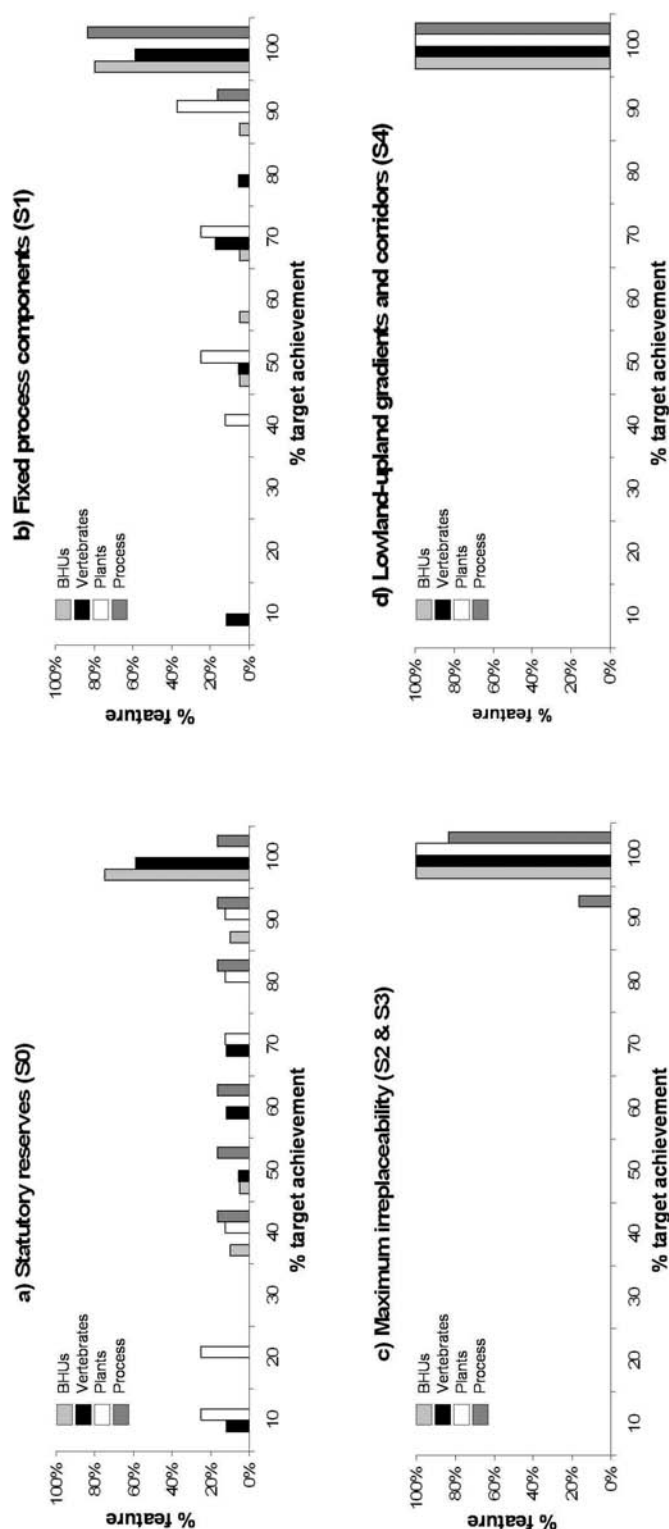 a) Statutory reserves (S0)
% feature
100%
80%
60%
40%
20%
0%
BHUs
Vertebrates
Plants
Process
10 20 30 40 50 60 70 80 90 100
% target achievement
b) Fixed process components (S1)
% feature
100%
80%
60%
40%
20%
0%
BHUs
Vertebrates
Plants
Process
10 20 30 40 50 60 70 80 90 100
% target achievement
c) Maximum irreplaceability (S2 & S3)
% feature
100%
80%
60%
40%
20%
0%
BHUs
Vertebrates
Plants
Process
10 20 30 40 50 60 70 80 90 100
% target achievement
d) Lowland-upland gradients and corridors (S4)
% feature
100%
80%
60%
40%
20%
0%
BHUs
Vertebrates
Plants
Process
10 20 30 40 50 60 70 80 90 100
% target achievement